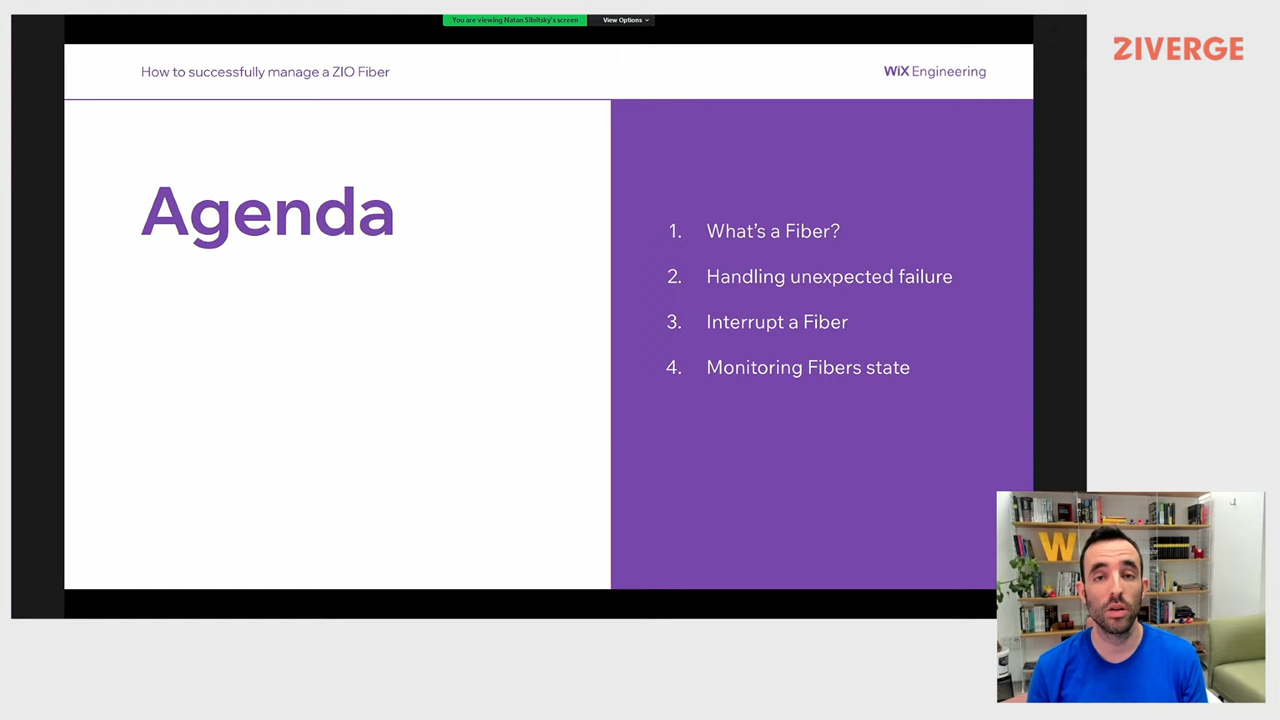 You are viewing Natan Silnitsky's screen View Options
ZIVERGE
How to successfully manage a ZIO Fiber
WiX Engineering
Agenda
1. What's a Fiber?
2. Handling unexpected failure
3. Interrupt a Fiber
4. Monitoring Fibers state
W